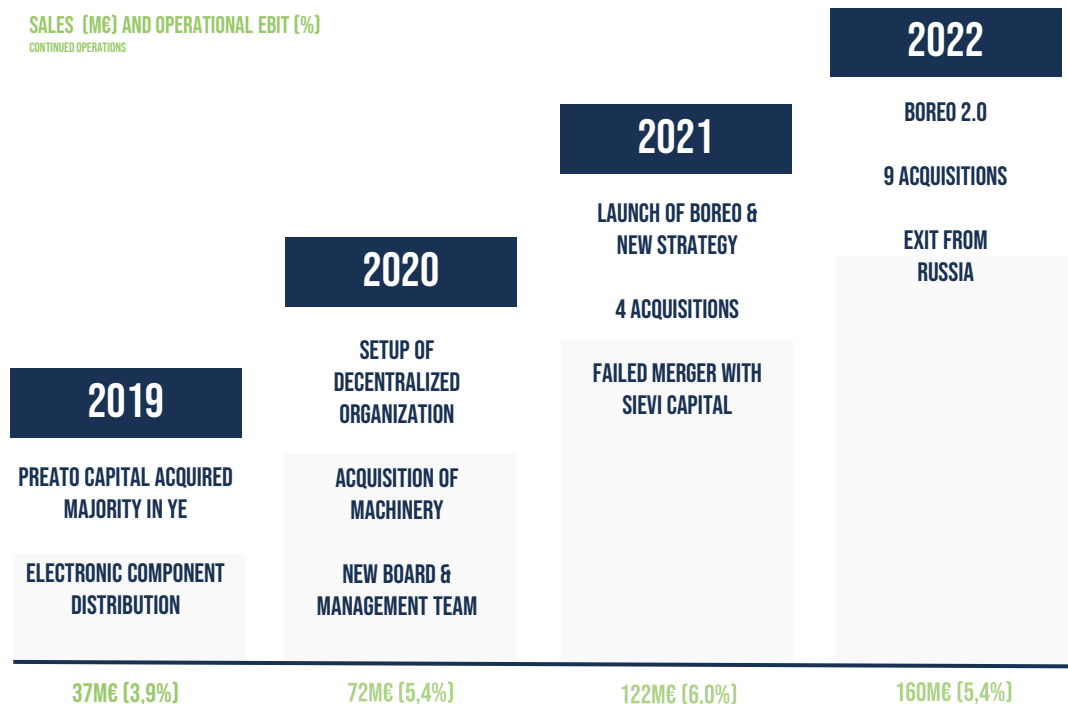 SALES (M€) AND OPERATIONAL EBIT (%)
CONTINUED OPERATIONS
2019
PREATO CAPITAL ACQUIRED
MAJORITY IN YE
ELECTRONIC COMPONENT
DISTRIBUTION
37M€ (3,9%)
2020
SETUP OF
DECENTRALIZED
ORGANIZATION
ACQUISITION OF
MACHINERY
NEW BOARD &
MANAGEMENT TEAM
72M€ (5,4%)
2021
LAUNCH OF BOREO &
NEW STRATEGY
4 ACQUISITIONS
FAILED MERGER WITH
SIEVI CAPITAL
122M€ (6.0%)
2022
BOREO 2.0
9 ACQUISITIONS
EXIT FROM
RUSSIA
160M€ (5,4%)